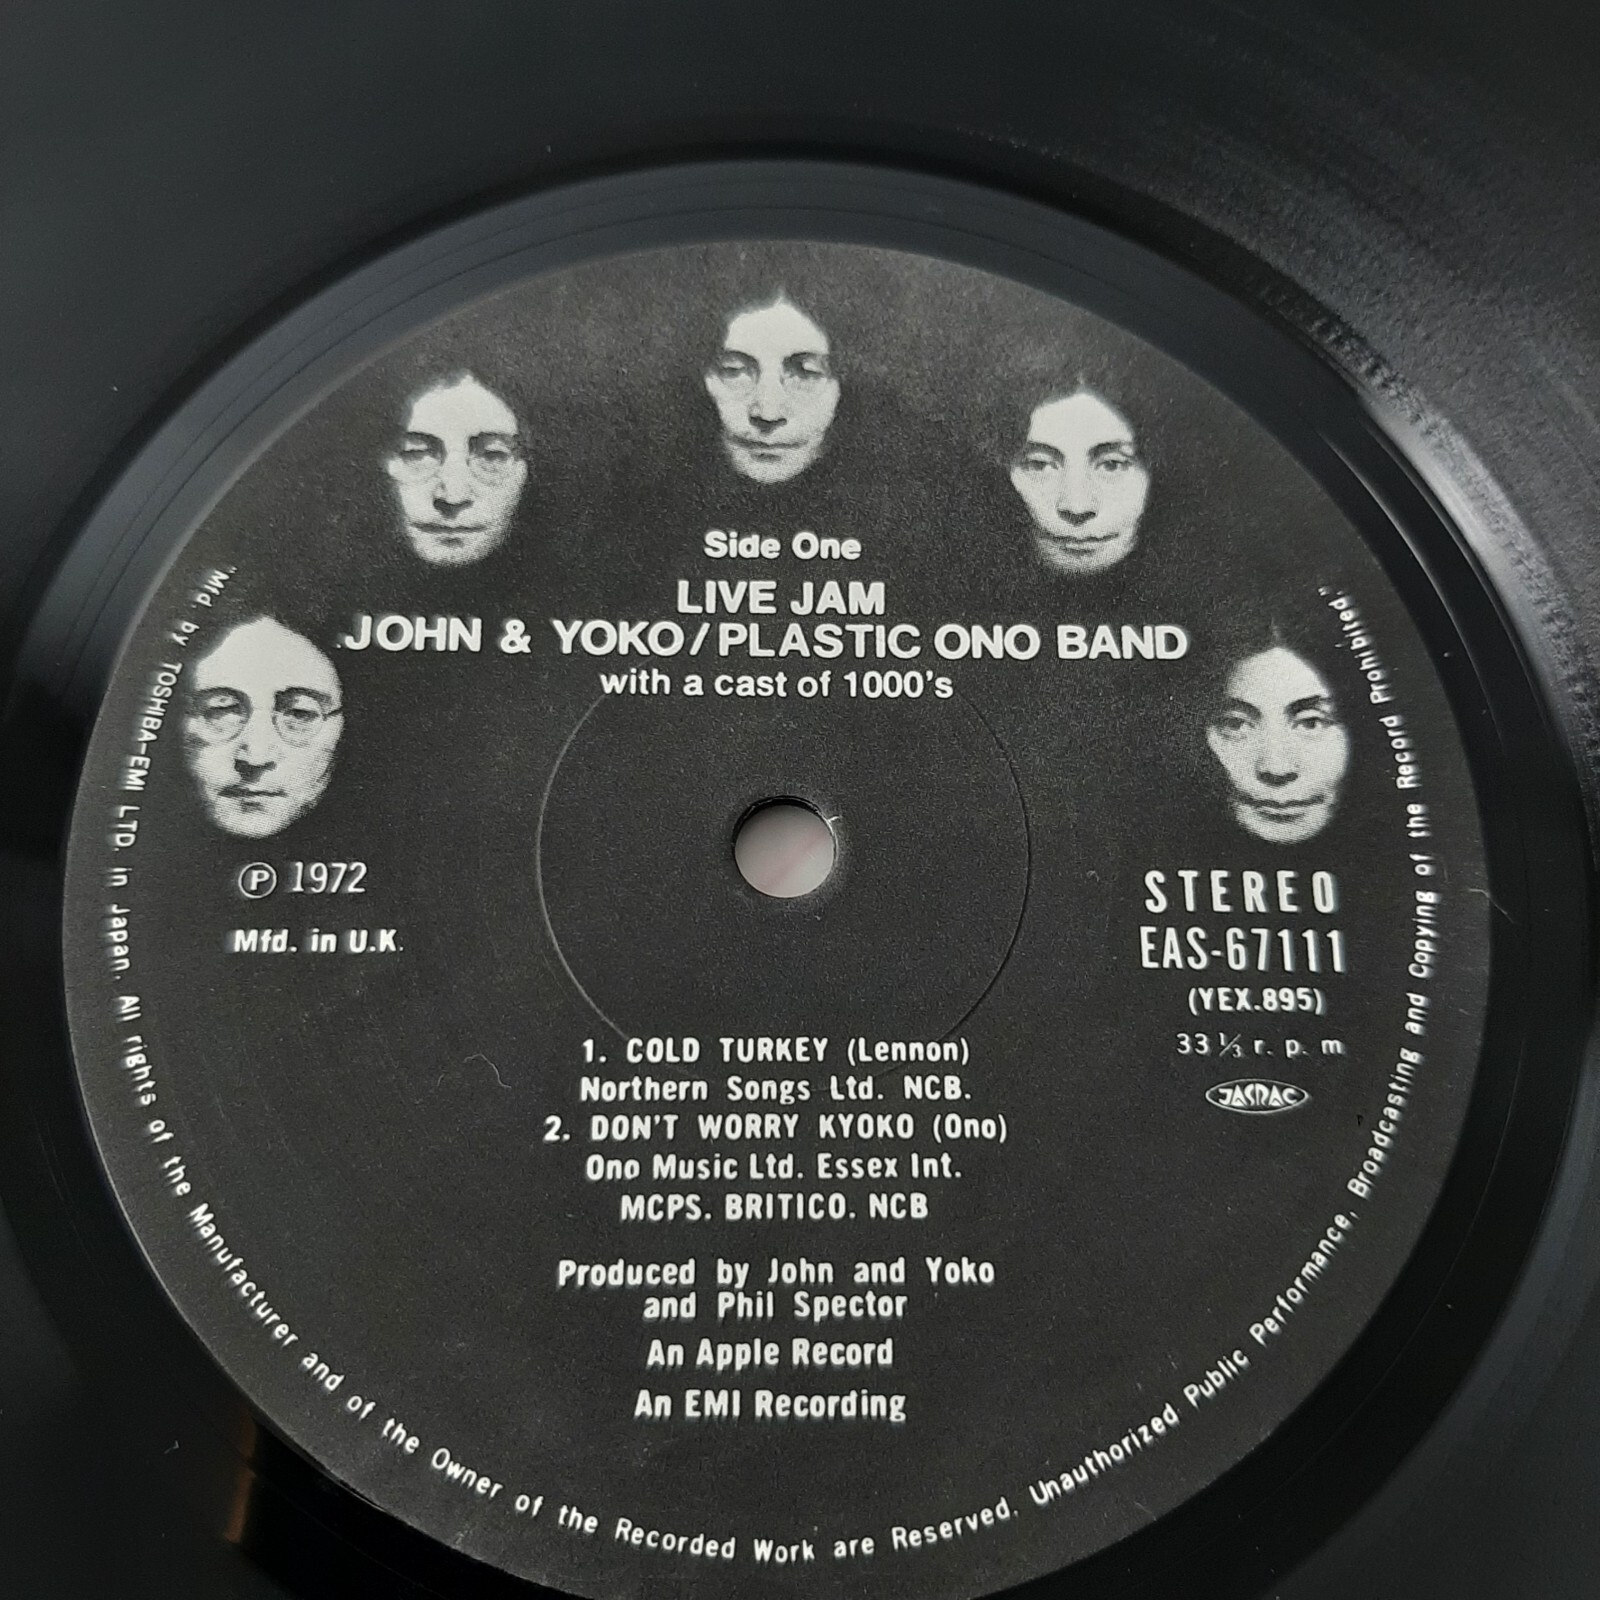 Side One
LIVE JAM
JOHN & YOKO/PLASTIC ONO BAND
with a cast of 1000's
Ⓟ 1972
Mfd. in U.K.
STEREO
EAS-67111
(YEX.895)
33⅓ r. p. m
JASRAC
1. COLD TURKEY (Lennon)
Northern Songs Ltd. NCB.
2. DON'T WORRY KYOKO (Ono)
Ono Music Ltd. Essex Int.
MCPS. BRITICO. NCB
Produced by John and Yoko
and Phil Spector
An Apple Record
An EMI Recording
"Mfd. by TOSHIBA-EMI LTD. in Japan. All rights of the Manufacturer and of the Owner of the Recorded Work are Reserved. Unauthorized Public Performance, Broadcasting and Copying of the Record Prohibited."